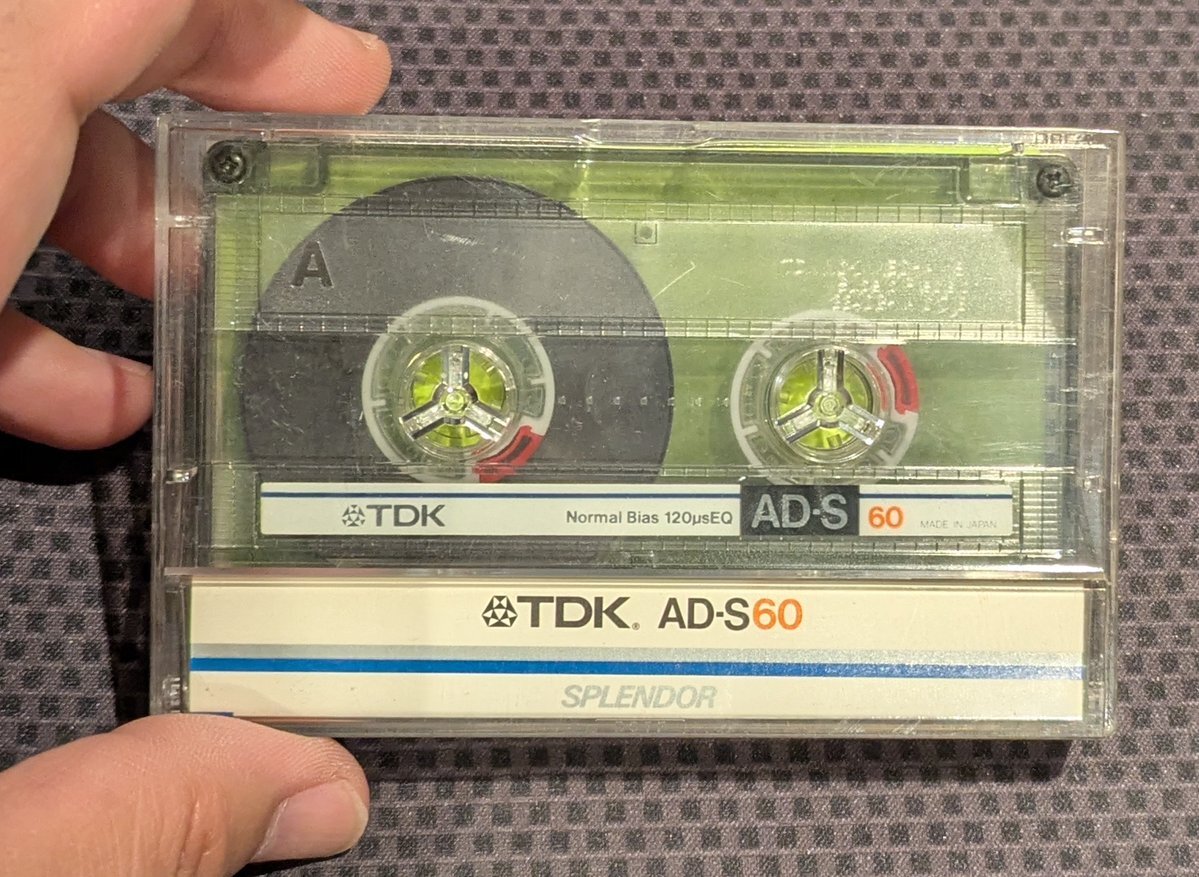 A
TDK Normal Bias 120µsEQ AD-S 60 MADE IN JAPAN
TDK® AD-S60
SPLENDOR